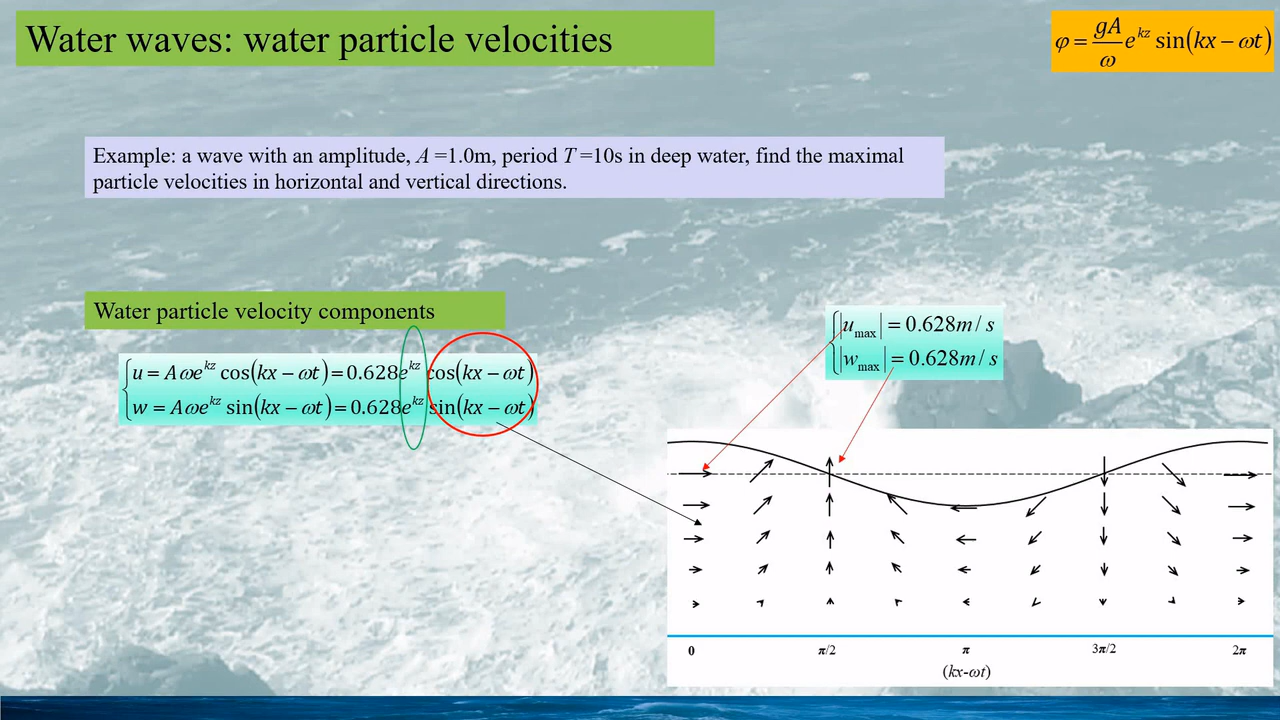 Water waves: water particle velocities
φ = gA/ω e^kz sin(kx − ωt)
Example: a wave with an amplitude, A =1.0m, period T =10s in deep water, find the maximal
particle velocities in horizontal and vertical directions.
Water particle velocity components
u = Aωe^kz cos(kx − ωt) = 0.628e^kz cos(kx − ωt)
w = Aωe^kz sin(kx − ωt) = 0.628e^kz sin(kx − ωt)
|u_max| = 0.628m / s
|w_max| = 0.628m / s
0 π/2 π 3π/2 2π
(kx-ωt)